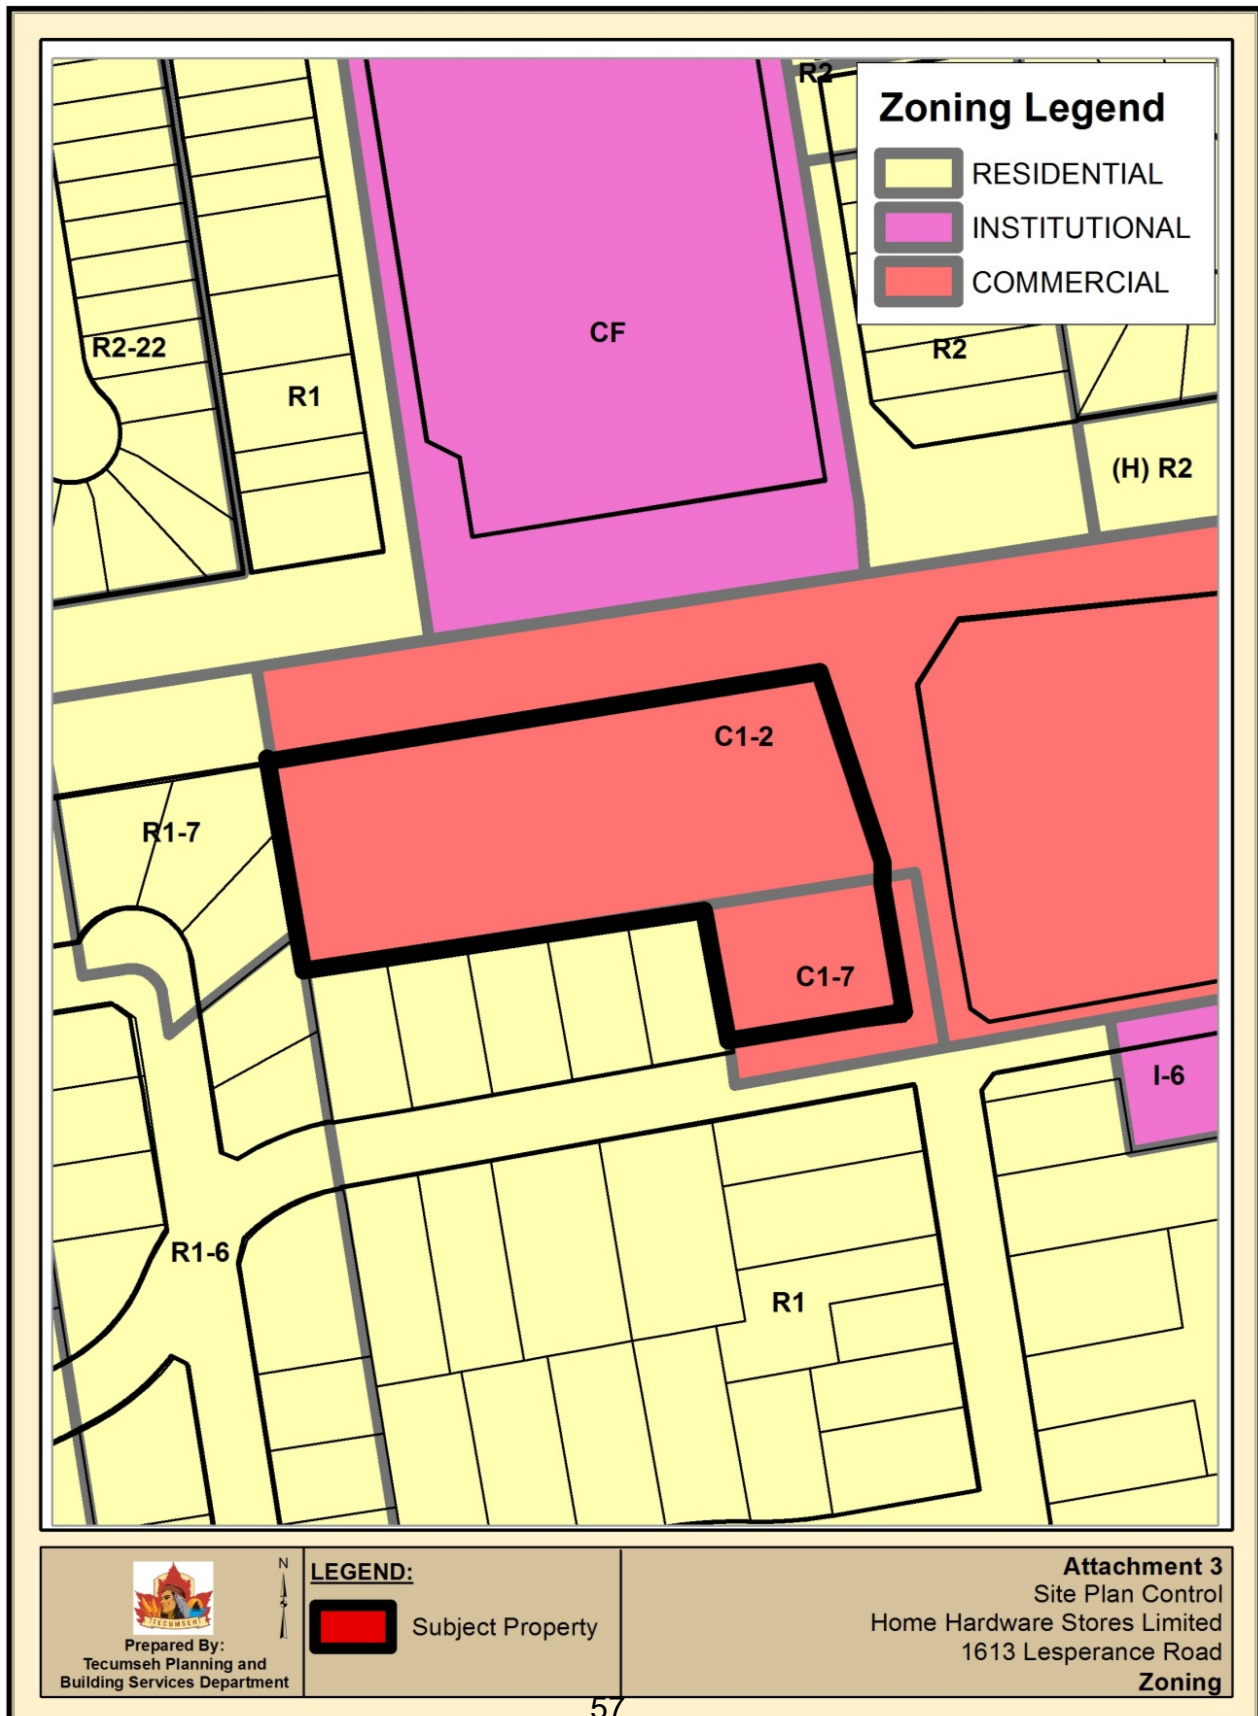 R2
Zoning Legend
RESIDENTIAL
INSTITUTIONAL
COMMERCIAL
CF
R2-22
R2
R1
(H) R2
C1-2
R1-7
C1-7
I-6
R1-6
R1
TECUMSEH
N
LEGEND:
Subject Property
Prepared By:
Tecumseh Planning and
Building Services Department
Attachment 3
Site Plan Control
Home Hardware Stores Limited
1613 Lesperance Road
Zoning
57